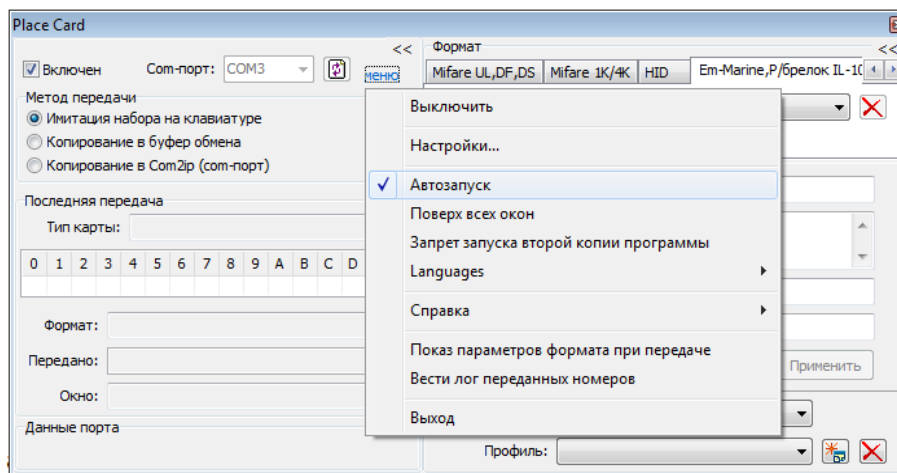 Place Card
<< Формат <<
Включен Com-порт: COM3 меню Mifare UL,DF,DS Mifare 1K/4K HID Em-Marine,Р/брелок IL-10
Метод передачи
Имитация набора на клавиатуре
Копирование в буфер обмена
Копирование в Com2ip (com-порт)
Последняя передача
Тип карты:
0 1 2 3 4 5 6 7 8 9 A B C D
Формат:
Передано:
Окно:
Данные порта
Выключить
Настройки...
Автозапуск
Поверх всех окон
Запрет запуска второй копии программы
Languages
Справка
Показ параметров формата при передаче
Вести лог переданных номеров
Выход
Применить
Профиль: